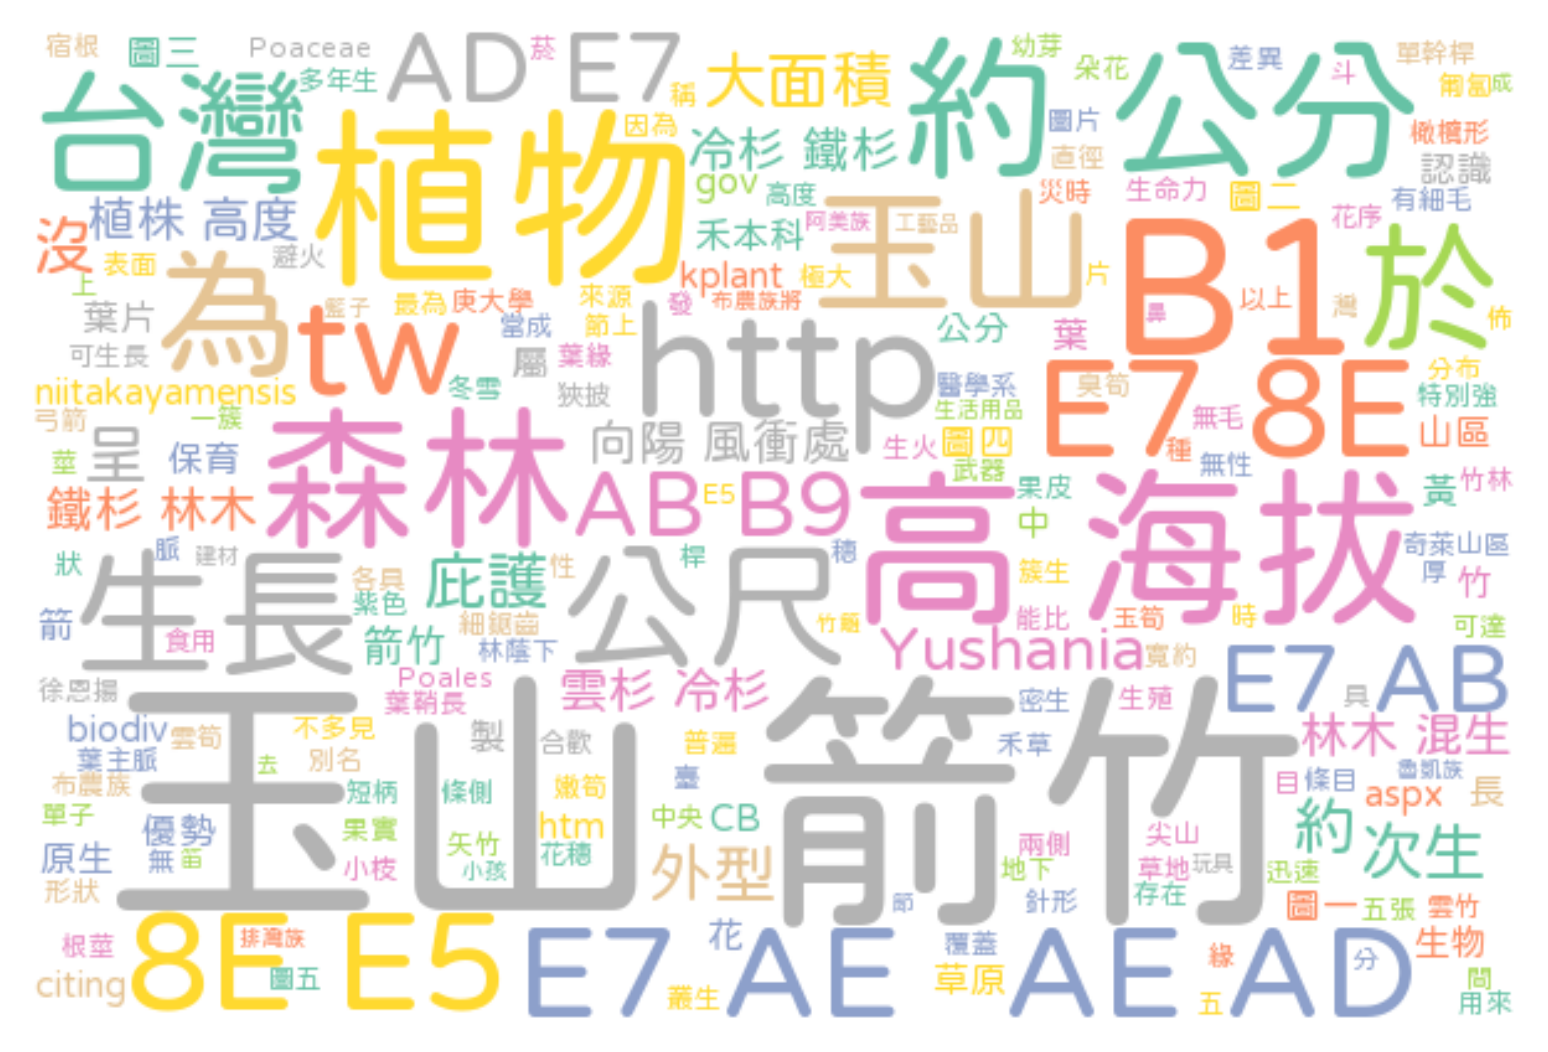 宿根 圖三 Poaceae AD 菸 E7 大面積 幼芽 朵花 差異 單幹桿
台灣 多年生 稱 約 公分 斗 匍匐 成
植物 因為 冷杉 鐵杉 圖片 橄欖形
直徑 認識
gov 高度 災時 生命力 圖二 有細毛
植株 高度 禾本科 阿美族 工藝品 玉山 花序
沒 表面 避火 kplant 極大 片 B1 於
上 為 籃子 最為 庚大學 來源 發 布農族將 鼻 以上 灣 佈
葉片 tw 當成 節上 http 公分 葉
可生長 屬 葉緣 分布
niitakayamensis 冬雪 狹披 醫學系 E7 臭筍 8E 特別強
弓箭 一簇 生活用品 無毛 山區
莖 呈 保育 森林 向陽 風衝處 生火 圖四 種 無性
武器
鐵杉 林木 AB E5 B9 高 果皮 海拔 黃 竹林
中
狀 脈 建材 桿 穗 奇萊山區
生長 各具 庇護 性 公尺 簇生 厚 竹
箭 紫色 細鋸齒 竹籬 能比 玉筍 時 可達
食用 箭竹 林蔭下 Yushania 寬約
徐恩揚 Poales 雲杉 冷杉 密生 生殖 E7 具 AB
葉鞘長
biodiv 雲筍 不多見 製 合歡 普遍 禾草 林木 混生
葉主脈 去 別名
布農族 玉山 短柄 條側 嫩筍 臺 箭竹 目 條目 魯凱族
aspx 長
單子 優勢 果實 矢竹 htm 中央 CB 兩側 尖山 約 次生
原生 無 笛 小枝 小孩 花穗 外型 地下 草地 玩具 迅速
形狀 節 針形 存在 圖一 五張 雲竹
根莖 8E 排灣族 E5 E7 花 AE 覆蓋 AE 緣 AD 分 生物
citing 圖五 叢生 草原 五 間
用來